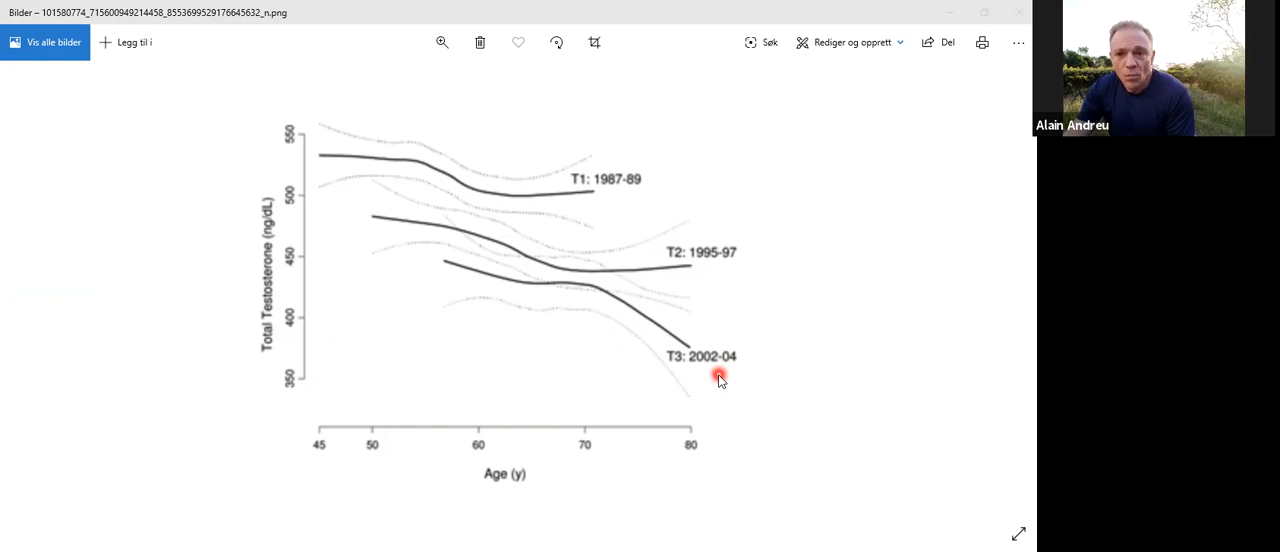 Bilder – 101580774_715600949214458_8553699529176645632_n.png
Vis alle bilder
Legg til i
Søk
Rediger og opprett
Del
Alain Andreu
Total Testosterone (ng/dL)
550
500
450
400
350
T1: 1987-89
T2: 1995-97
T3: 2002-04
45
50
60
70
80
Age (y)